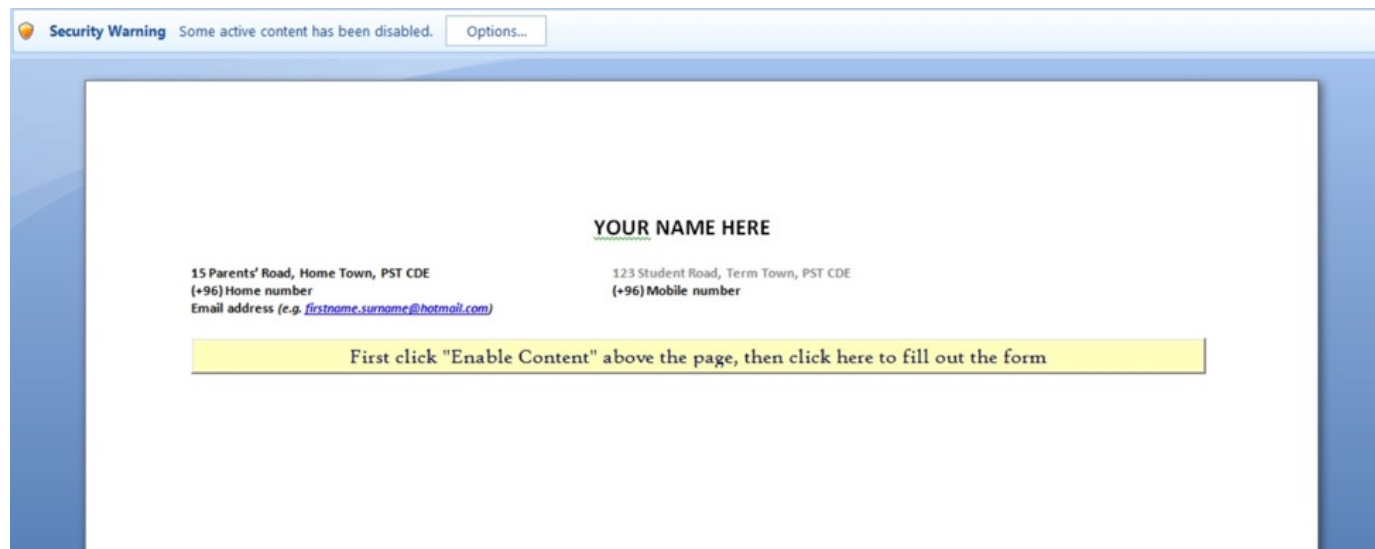 Security Warning Some active content has been disabled. Options...
YOUR NAME HERE
15 Parents' Road, Home Town, PST CDE
123 Student Road, Term Town, PST CDE
(+96) Home number
(+96) Mobile number
Email address (e.g. firstname.surname@hotmail.com)
First click "Enable Content" above the page, then click here to fill out the form